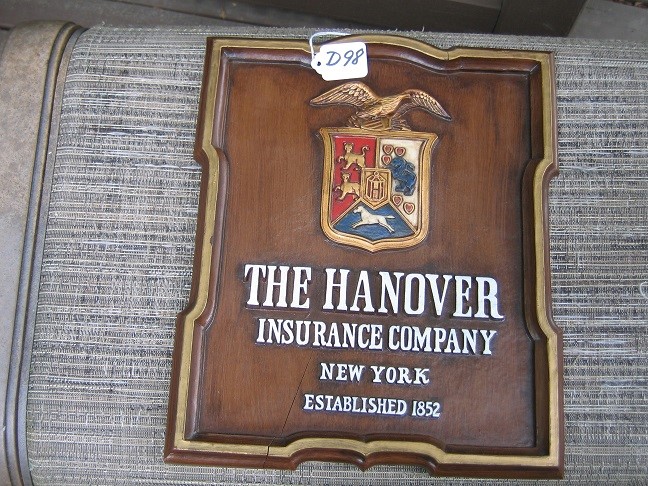 D98
H
THE HANOVER
INSURANCE COMPANY
NEW YORK
ESTABLISHED 1852